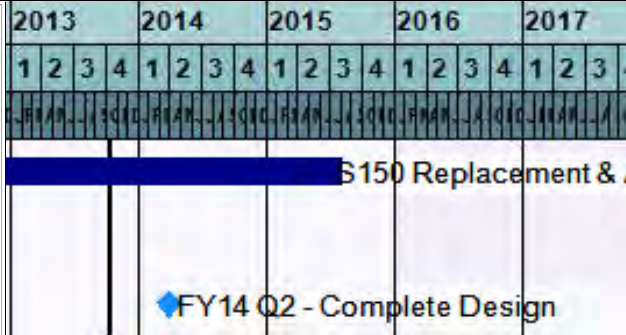 2013 2014 2015 2016 2017
1 2 3 4 1 2 3 4 1 2 3 4 1 2 3 4 1 2 3
S150 Replacement &
FY14 Q2 - Complete Design